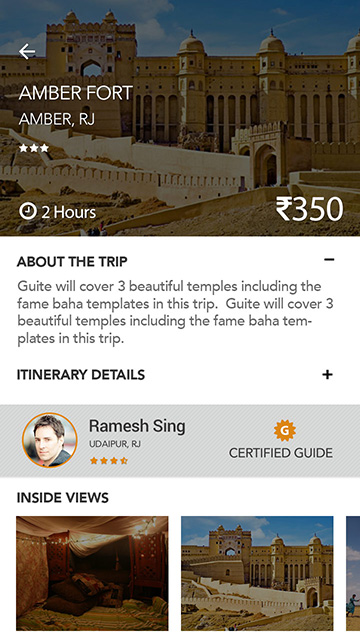 AMBER FORT
AMBER, RJ
2 Hours
₹350
ABOUT THE TRIP
Guite will cover 3 beautiful temples including the
fame baha templates in this trip. Guite will cover 3
beautiful temples including the fame baha tem-
plates in this trip.
ITINERARY DETAILS
Ramesh Sing
UDAIPUR, RJ
G
CERTIFIED GUIDE
INSIDE VIEWS